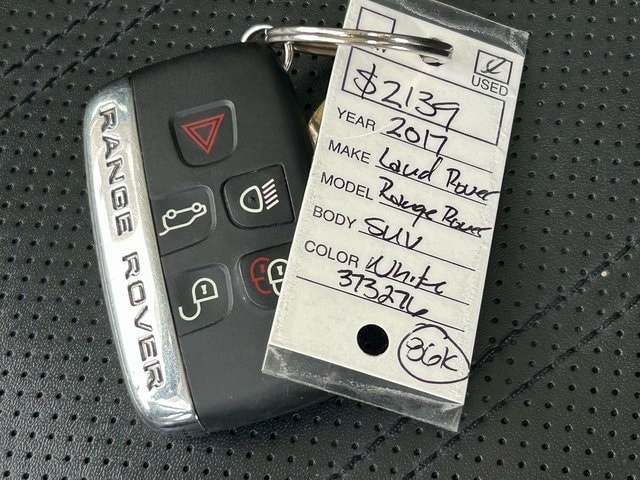 RANGE ROVER
USED
$2139
YEAR 2017
MAKE Land Rover
MODEL Range Rover
BODY SUV
COLOR White
373276
86K